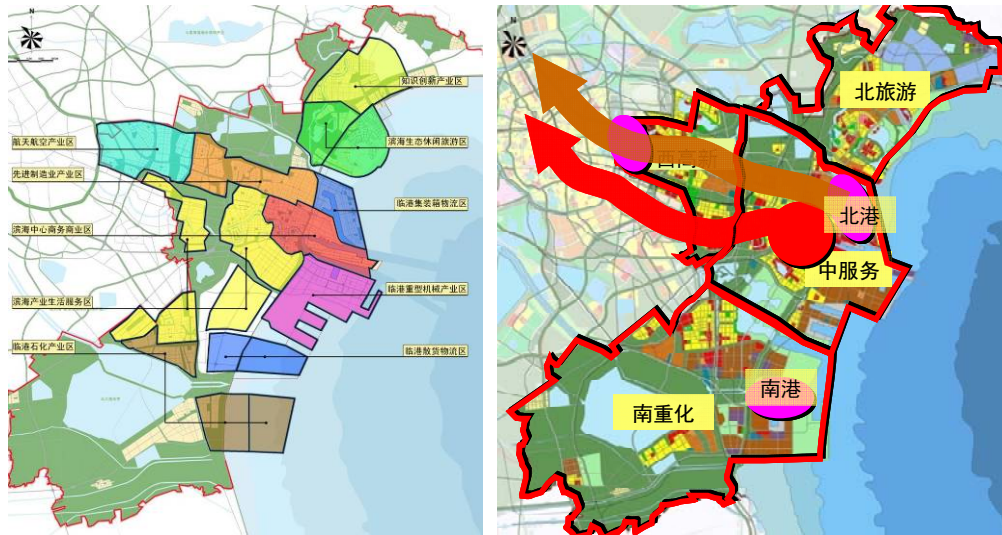 N
知识创新产业区
航天航空产业区
滨海生态休闲旅游区
先进制造业产业区
临港集装箱物流区
滨海中心商务商业区
临港重型机械产业区
滨海产业生活服务区
临港石化产业区
临港散货物流区
N
北旅游
西高新
北港
中服务
南港
南重化